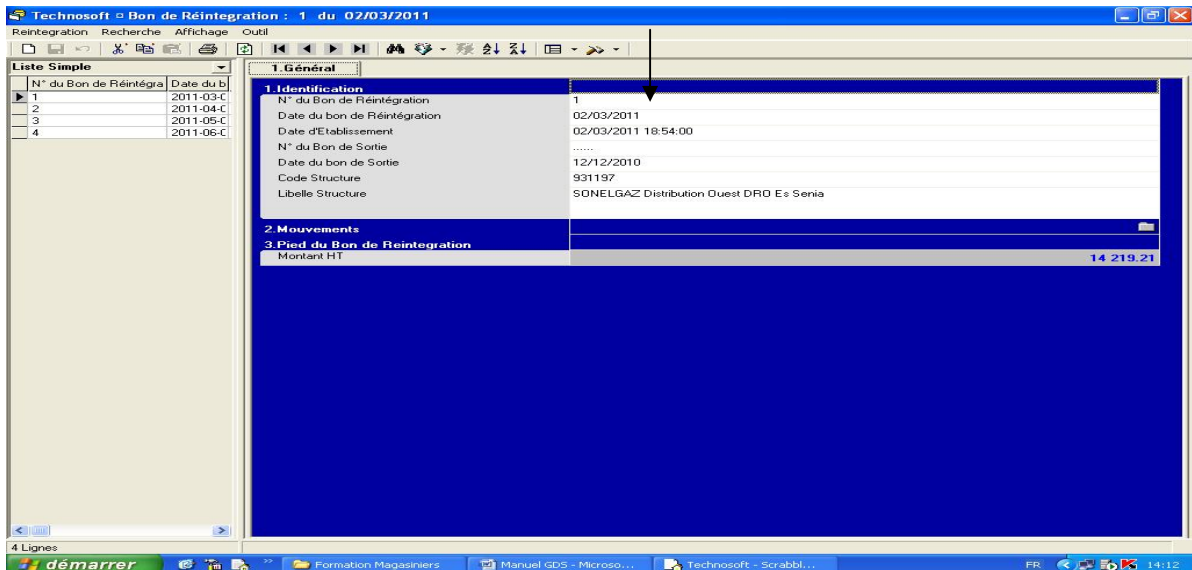 Technosoft ¤ Bon de Réintegration : 1 du 02/03/2011
Reintegration Recherche Affichage Outil
Liste Simple
N° du Bon de Réintégra Date du b
1 2011-03-0
2 2011-04-0
3 2011-05-0
4 2011-06-0
1.Général
1.Identification
N° du Bon de Réintégration 1
Date du bon de Réintégration 02/03/2011
Date d'Etablissement 02/03/2011 18:54:00
N° du Bon de Sortie ......
Date du bon de Sortie 12/12/2010
Code Structure 931197
Libelle Structure SONELGAZ Distribution Ouest DRO Es Senia
2.Mouvements
3.Pied du Bon de Reintegration
Montant HT 14 219.21
4 Lignes
démarrer Formation Magasiniers Manuel GDS - Microso... Technosoft - Scrabbl... FR 14:12